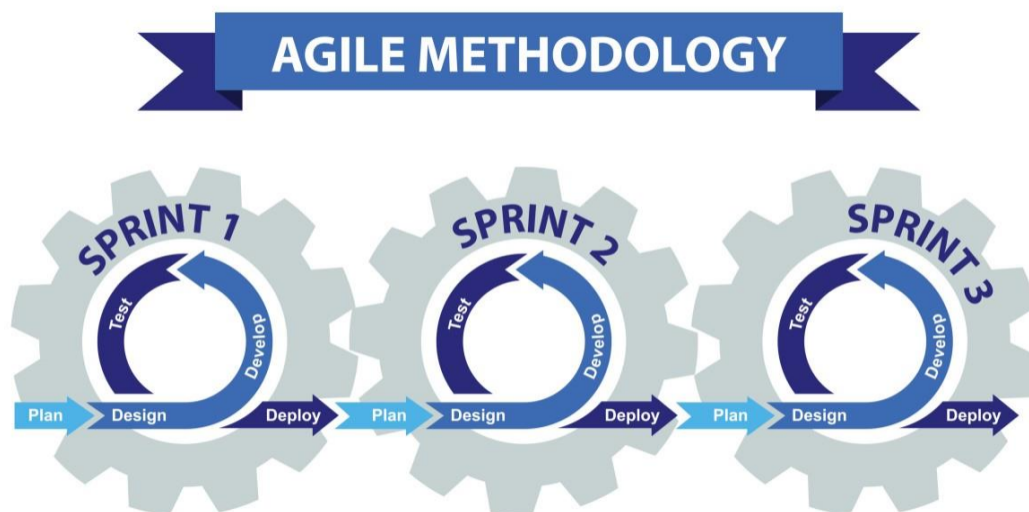 AGILE METHODOLOGY
SPRINT 1
Test
Develop
Plan
Design
Deploy
SPRINT 2
Test
Develop
Plan
Design
Deploy
SPRINT 3
Test
Develop
Plan
Design
Deploy